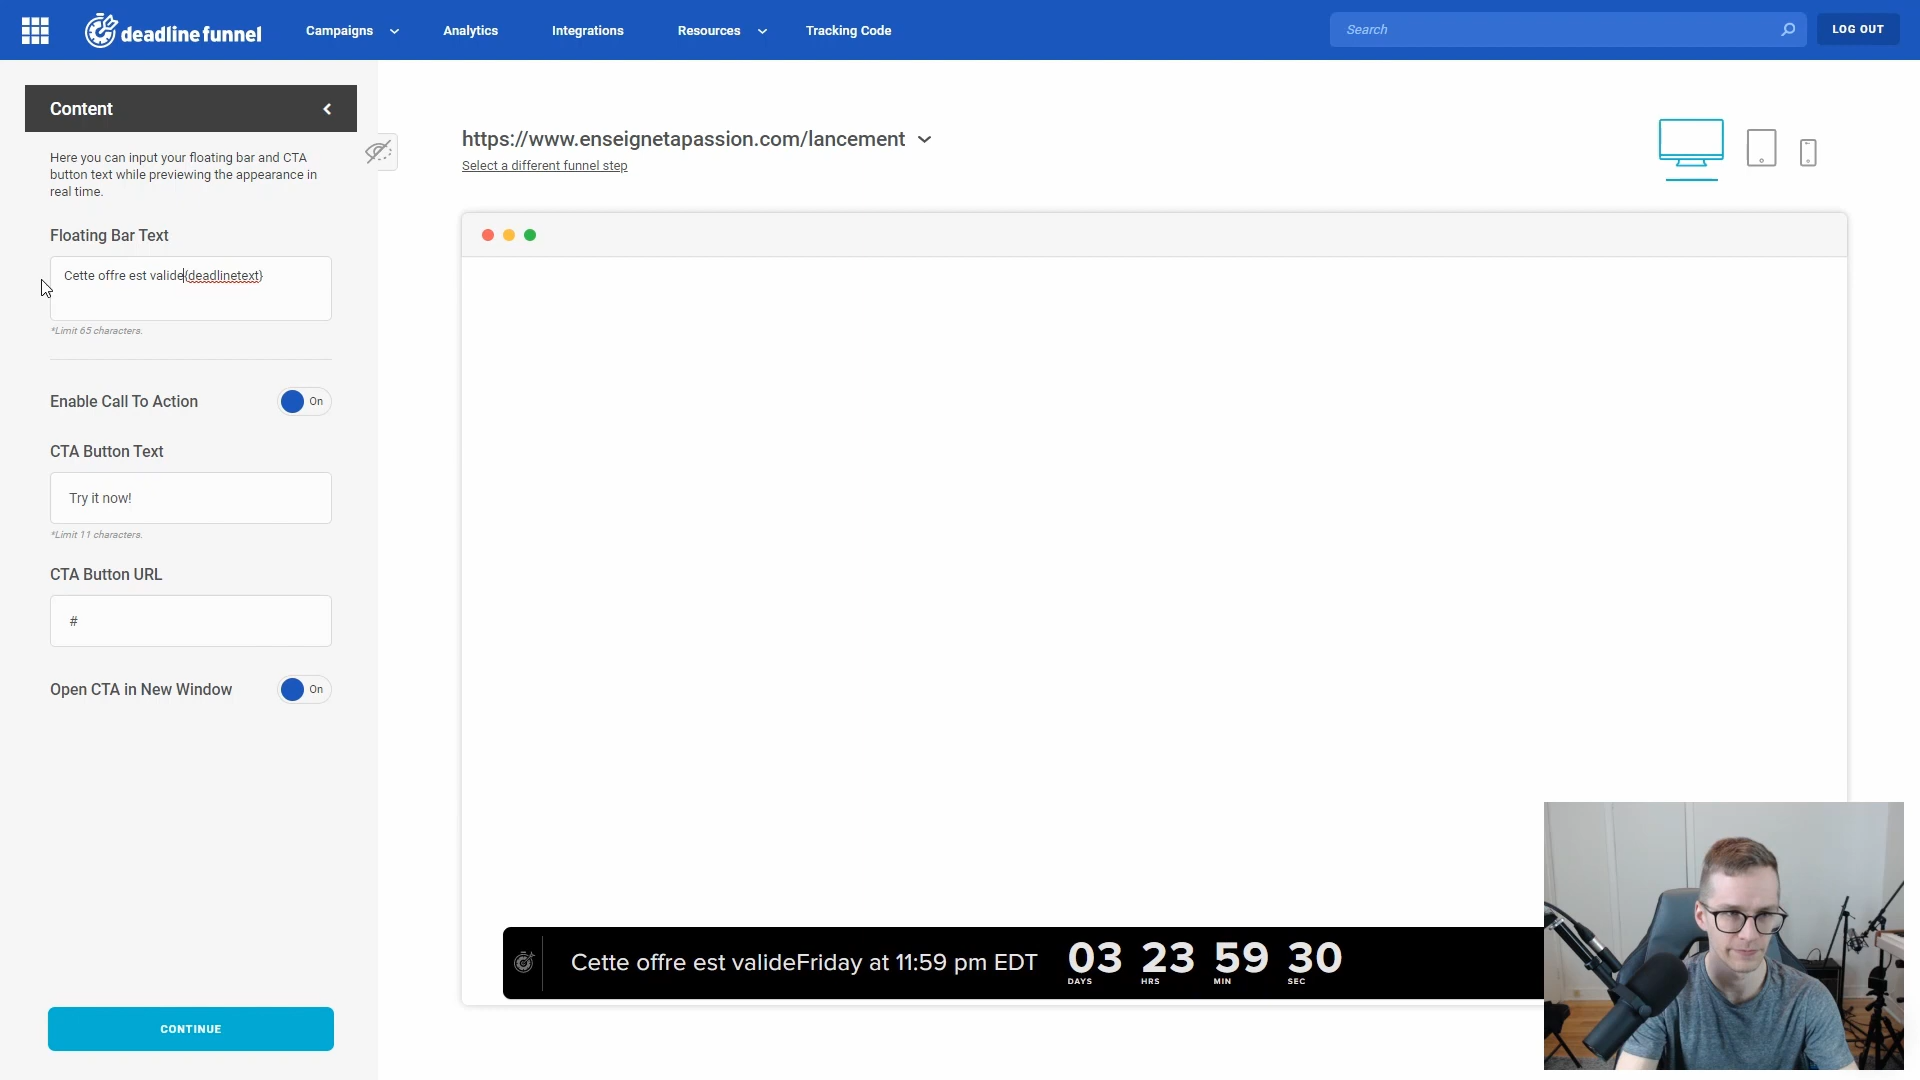 deadline funnel
Campaigns
Analytics
Integrations
Resources
Tracking Code
Search
LOG OUT
Content
Here you can input your floating bar and CTA
button text while previewing the appearance in
real time.
Floating Bar Text
Cette offre est valide{deadlinetext}
*Limit 65 characters.
Enable Call To Action
On
CTA Button Text
Try it now!
*Limit 11 characters.
CTA Button URL
#
Open CTA in New Window
On
CONTINUE
https://www.enseignetapassion.com/lancement
Select a different funnel step
Cette offre est valideFriday at 11:59 pm EDT
03 23 59 30
DAYS HRS MIN SEC